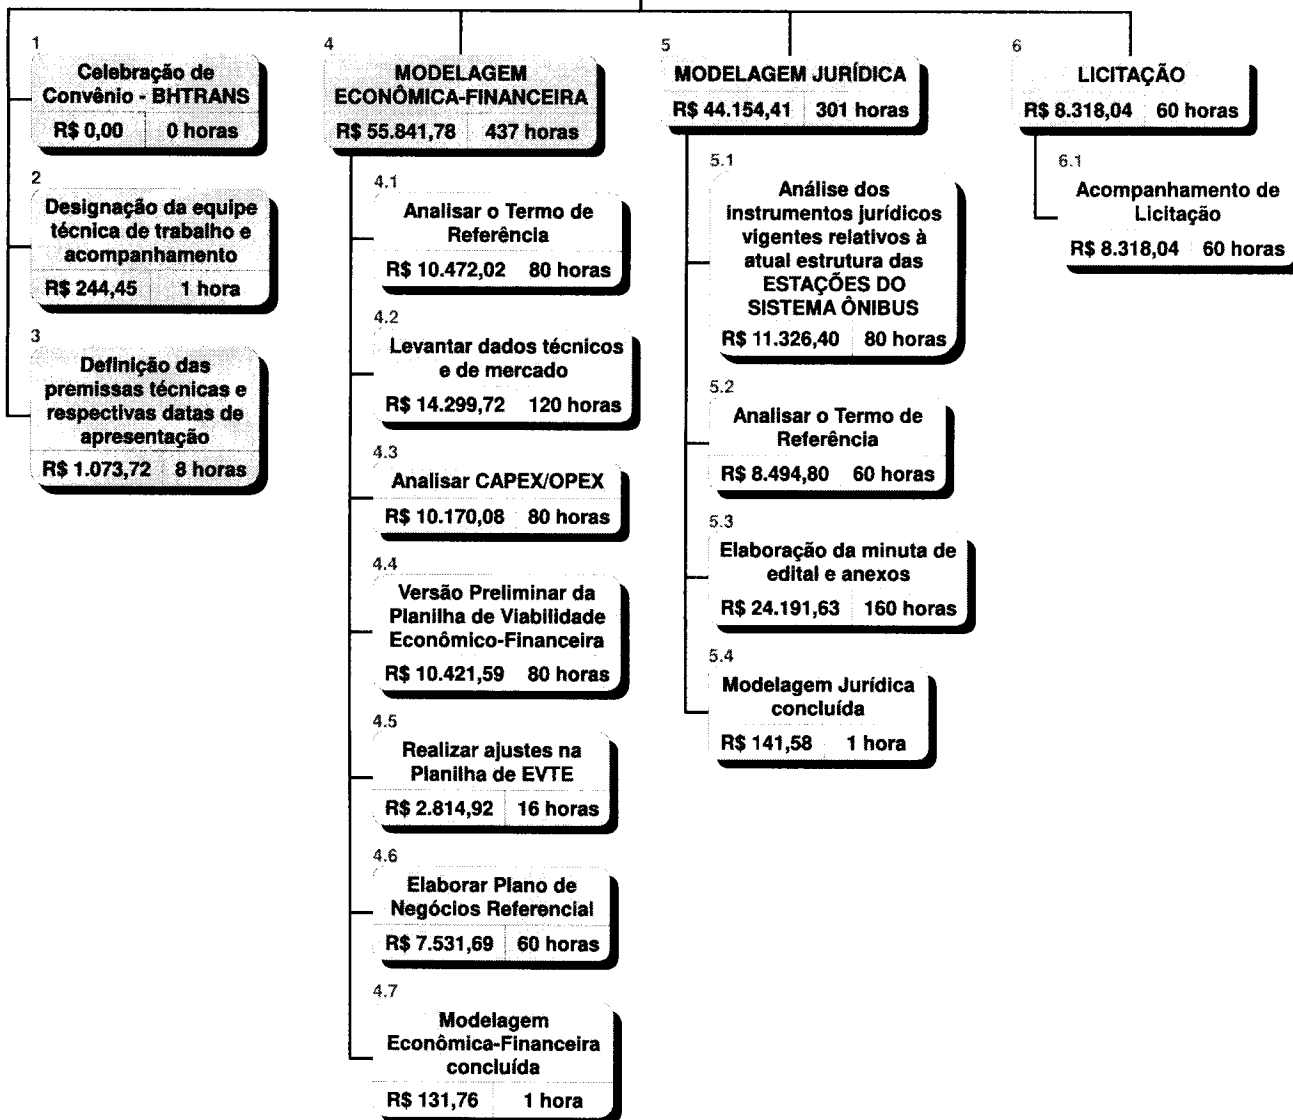 1
Celebração de
Convênio - BHTRANS
R$ 0,00 0 horas
2
Designação da equipe
técnica de trabalho e
acompanhamento
R$ 244,45 1 hora
3
Definição das
premissas técnicas e
respectivas datas de
apresentação
R$ 1.073,72 8 horas
4
MODELAGEM
ECONÔMICA-FINANCEIRA
R$ 55.841,78 437 horas
4.1
Analisar o Termo de
Referência
R$ 10.472,02 80 horas
4.2
Levantar dados técnicos
e de mercado
R$ 14.299,72 120 horas
4.3
Analisar CAPEX/OPEX
R$ 10.170,08 80 horas
4.4
Versão Preliminar da
Planilha de Viabilidade
Econômico-Financeira
R$ 10.421,59 80 horas
4.5
Realizar ajustes na
Planilha de EVTE
R$ 2.814,92 16 horas
4.6
Elaborar Plano de
Negócios Referencial
R$ 7.531,69 60 horas
4.7
Modelagem
Econômica-Financeira
concluída
R$ 131,76 1 hora
5
MODELAGEM JURÍDICA
R$ 44.154,41 301 horas
5.1
Análise dos
instrumentos jurídicos
vigentes relativos à
atual estrutura das
ESTAÇÕES DO
SISTEMA ÔNIBUS
R$ 11.326,40 80 horas
5.2
Analisar o Termo de
Referência
R$ 8.494,80 60 horas
5.3
Elaboração da minuta de
edital e anexos
R$ 24.191,63 160 horas
5.4
Modelagem Jurídica
concluída
R$ 141,58 1 hora
6
LICITAÇÃO
R$ 8.318,04 60 horas
6.1
Acompanhamento de
Licitação
R$ 8.318,04 60 horas